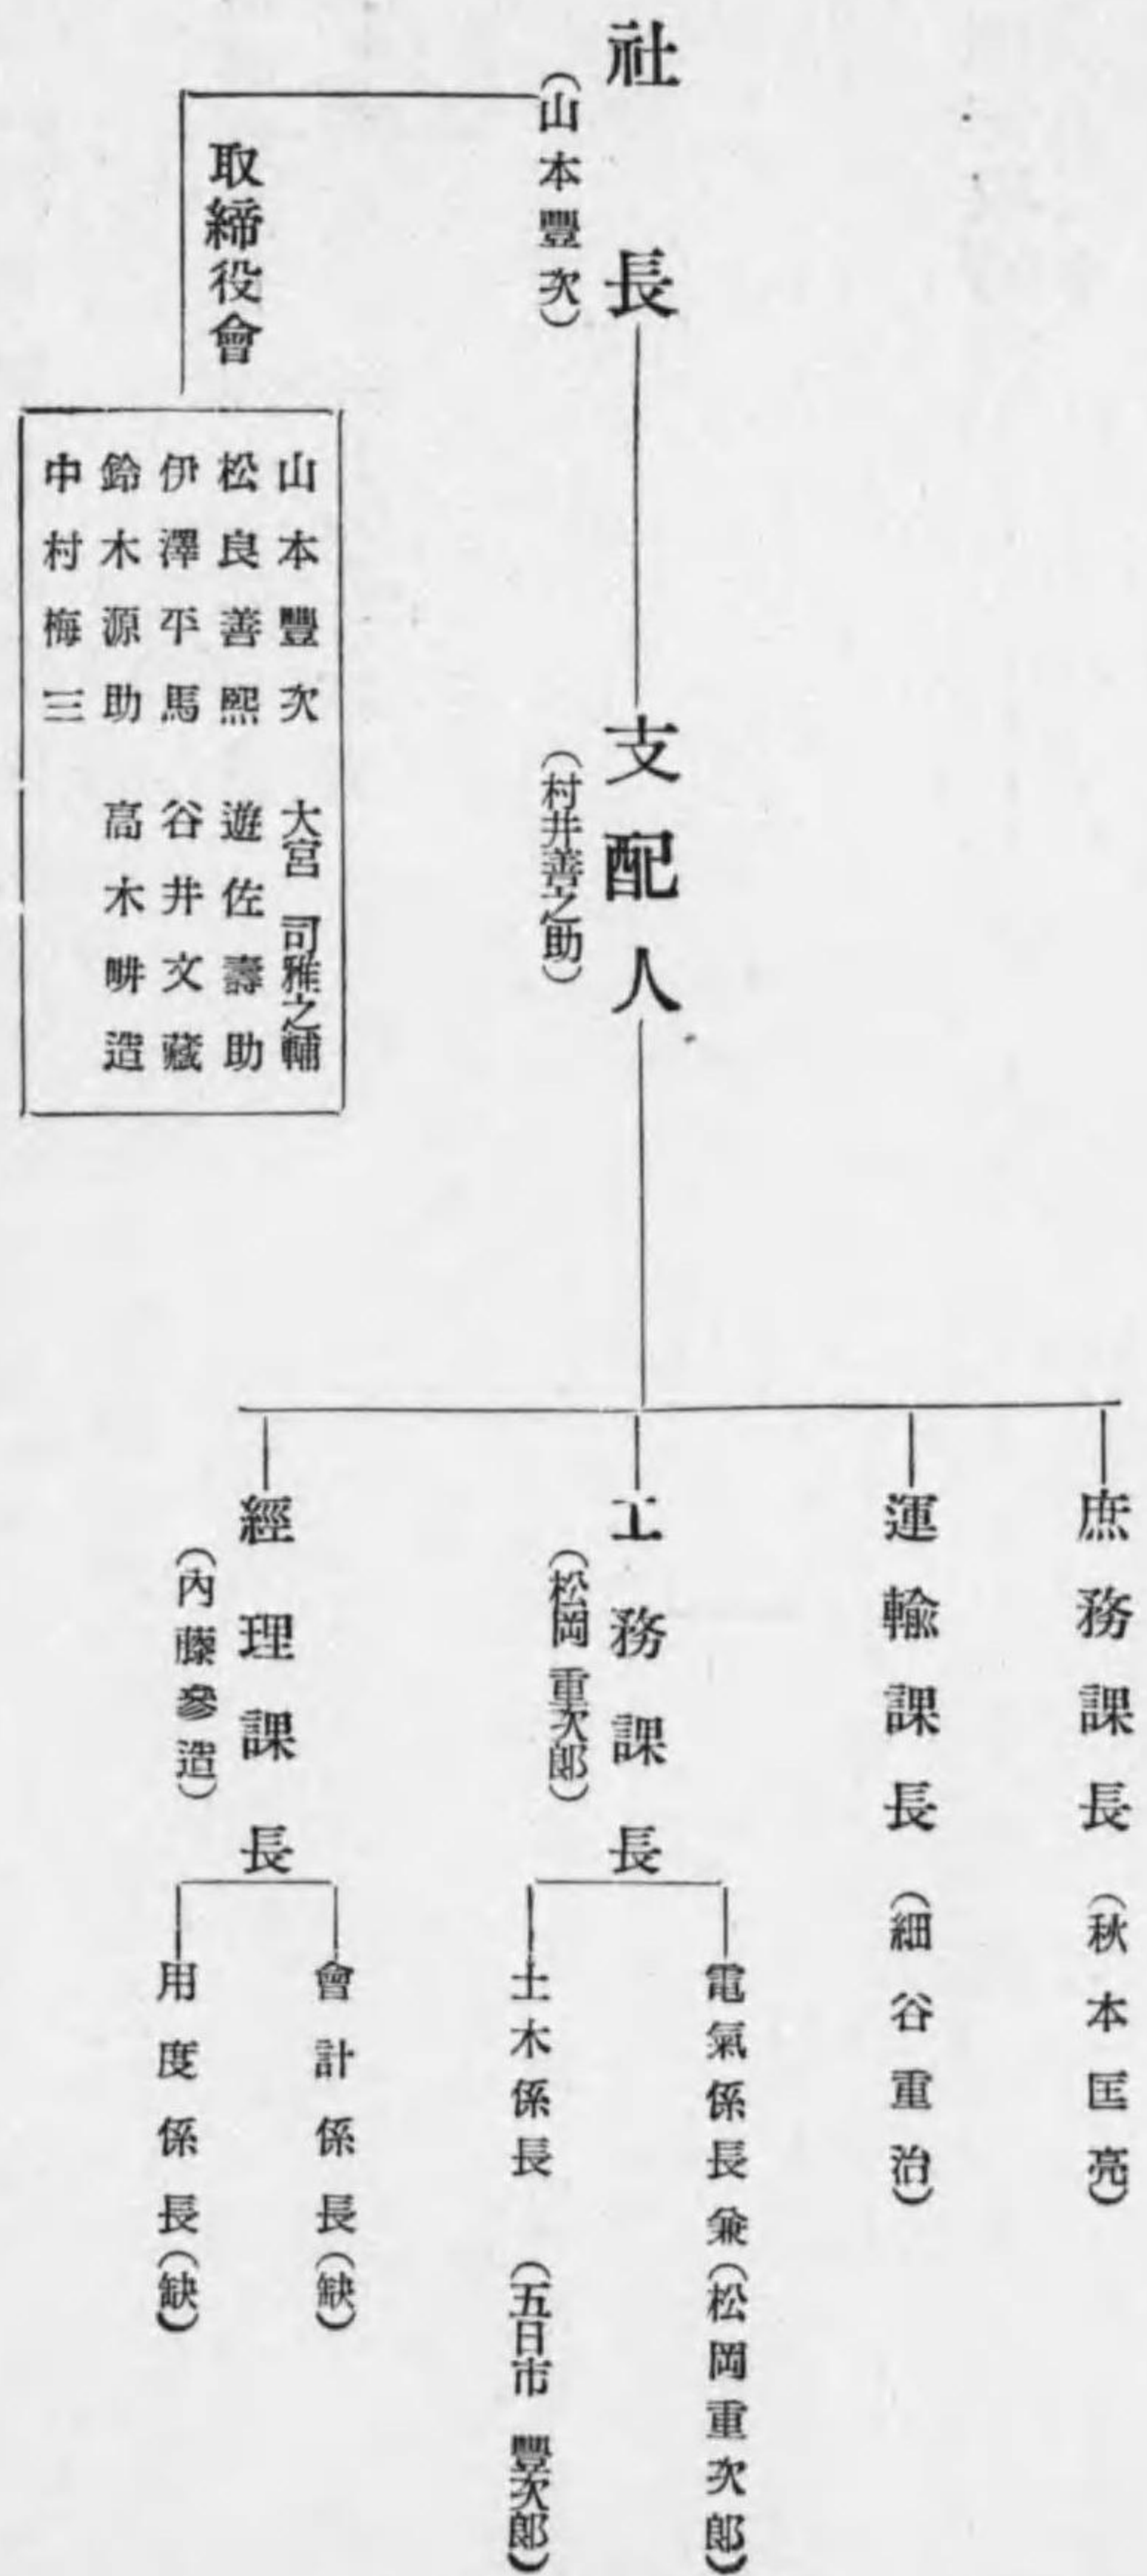 社長
(山本豐次)
取締役會
山本豐次
松良善熙
伊澤平馬
鈴木源助
中村梅三
大宮司雅之輔
遊佐壽助
谷井文藏
高木畊造
支配人
(村井善之助)
庶務課長(秋本匡亮)
運輸課長(細谷重治)
工務課長
(松岡重次郎)
電氣係長兼(松岡重次郎)
土木係長(五日市豐次郎)
經理課長
(內藤參造)
會計係長(缺)
用度係長(缺)